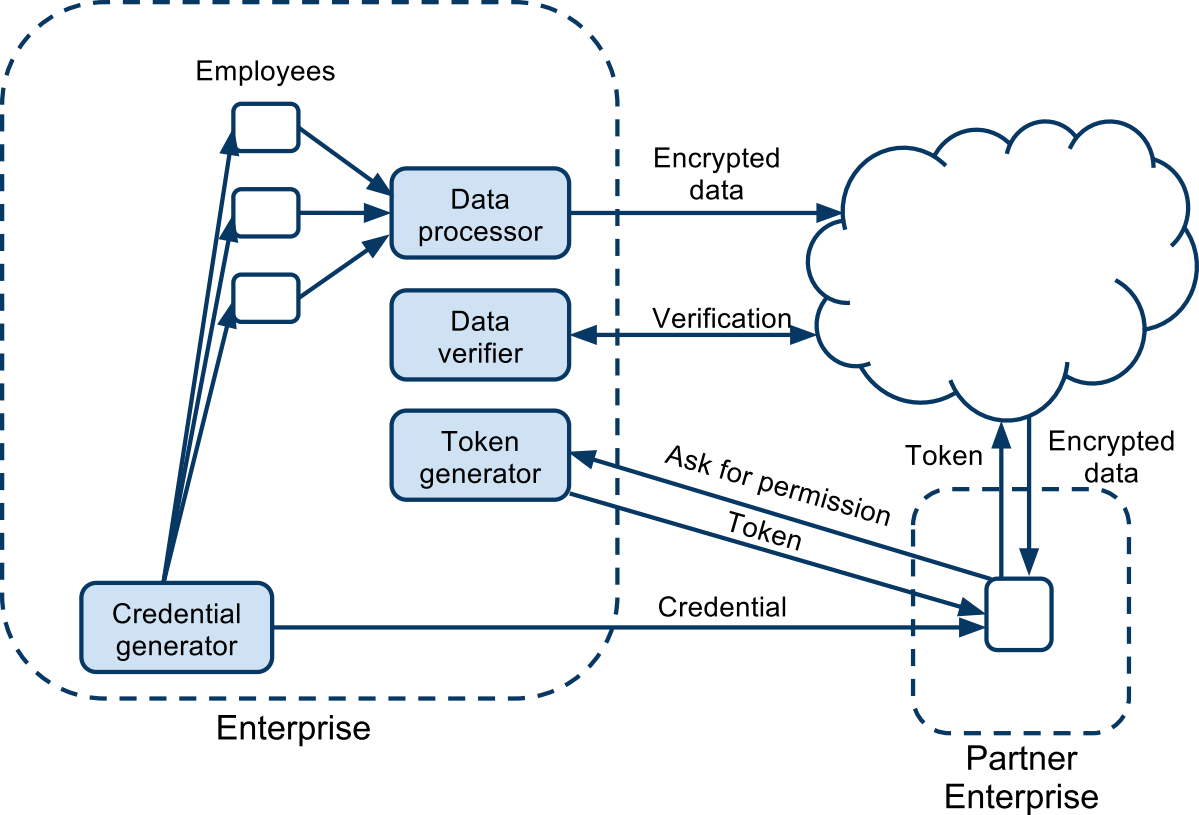 Employees
Data
processor
Encrypted
data
Data
verifier
Verification
Token
generator
Ask for permission
Token
Token
Encrypted
data
Credential
generator
Credential
Enterprise
Partner
Enterprise